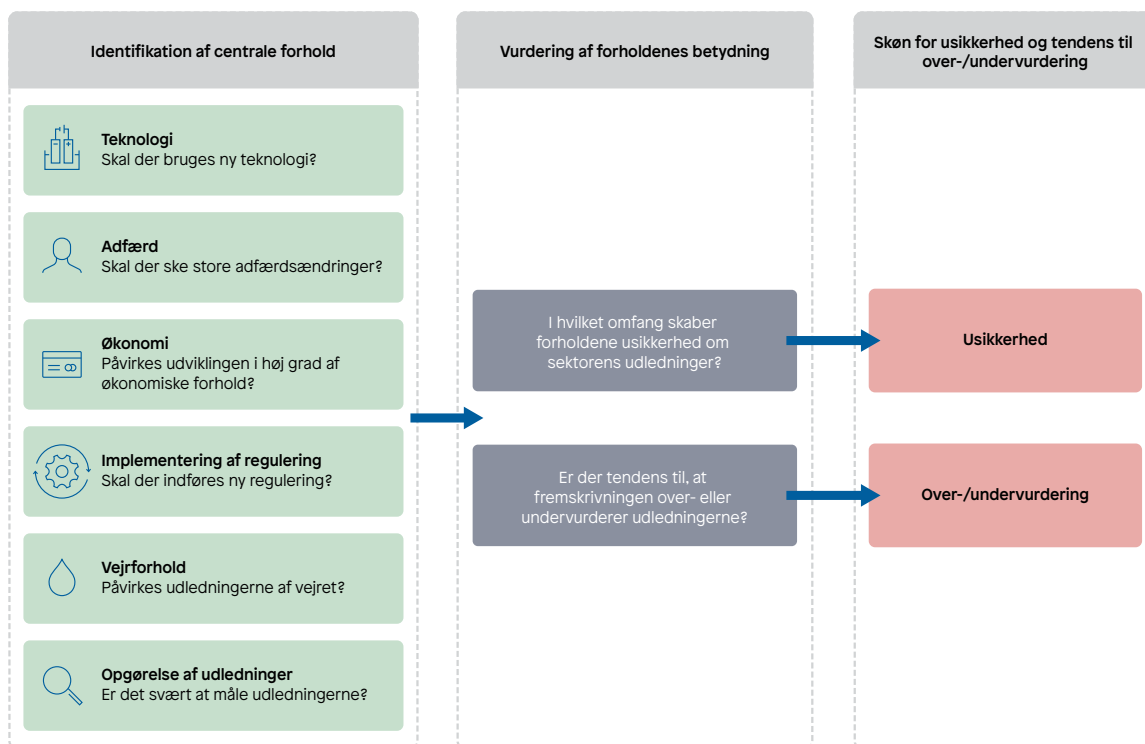 Identifikation af centrale forhold
Teknologi
Skal der bruges ny teknologi?
Adfærd
Skal der ske store adfærdsændringer?
Økonomi
Påvirkes udviklingen i høj grad af
økonomiske forhold?
Implementering af regulering
Skal der indføres ny regulering?
Vejrforhold
Påvirkes udledningerne af vejret?
Opgørelse af udledninger
Er det svært at måle udledningerne?
Vurdering af forholdenes betydning
I hvilket omfang skaber
forholdene usikkerhed om
sektorens udledninger?
Er der tendens til, at
fremskrivningen over- eller
undervurderer udledningerne?
Skøn for usikkerhed og tendens til
over-/undervurdering
Usikkerhed
Over-/undervurdering